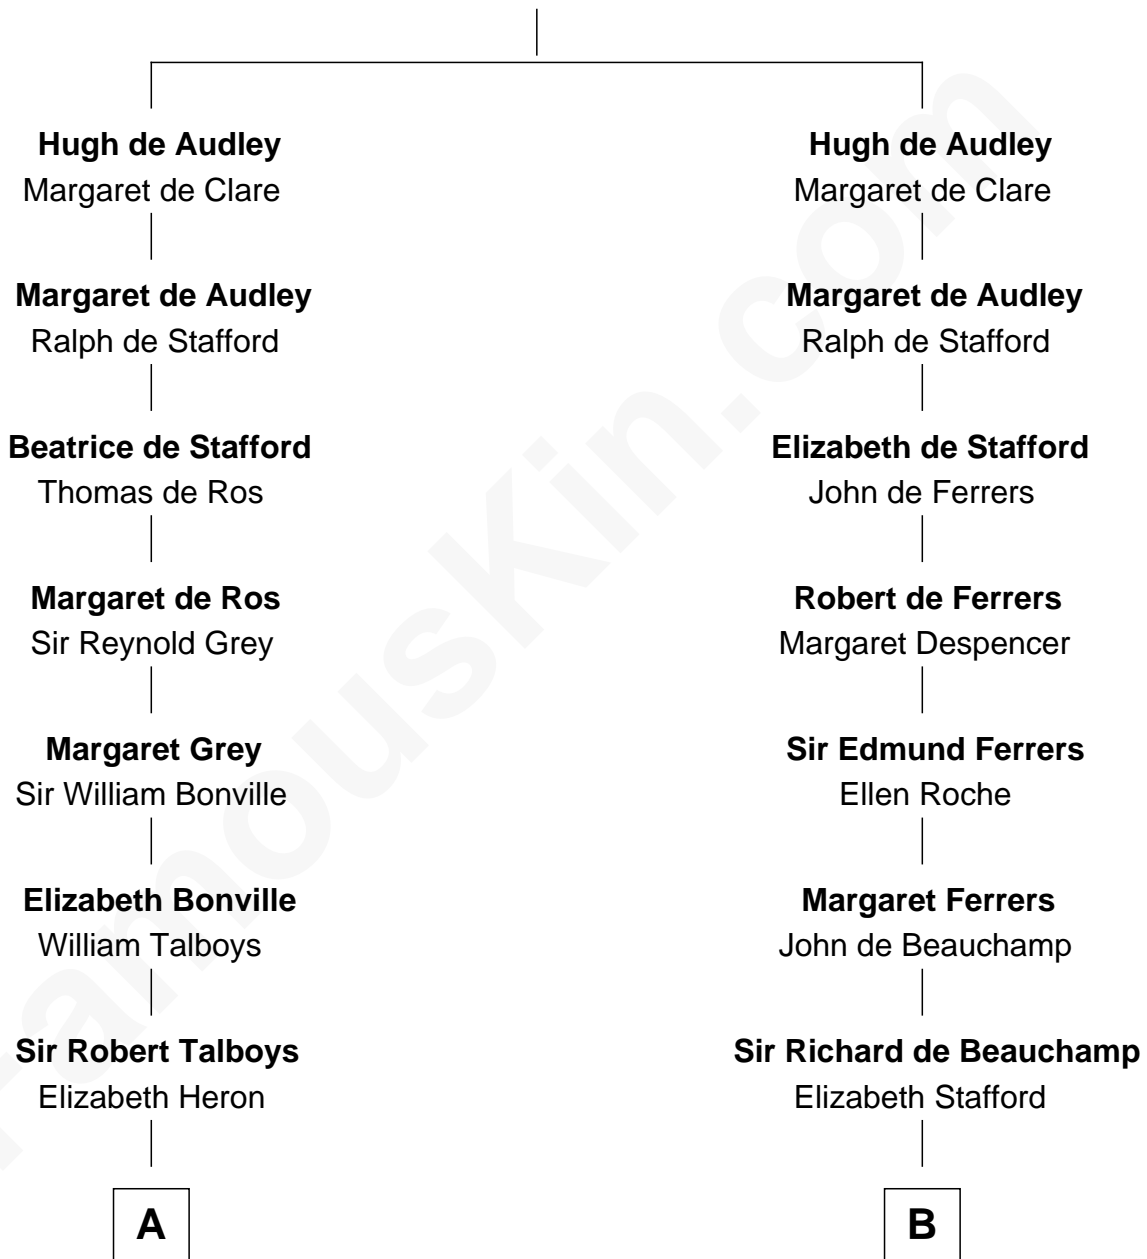 Hugh de Audley
Margaret de Clare
Margaret de Audley
Ralph de Stafford
Beatrice de Stafford
Thomas de Ros
Margaret de Ros
Sir Reynold Grey
Margaret Grey
Sir William Bonville
Elizabeth Bonville
William Talboys
Sir Robert Talboys
Elizabeth Heron
A
Hugh de Audley
Margaret de Clare
Margaret de Audley
Ralph de Stafford
Elizabeth de Stafford
John de Ferrers
Robert de Ferrers
Margaret Despencer
Sir Edmund Ferrers
Ellen Roche
Margaret Ferrers
John de Beauchamp
Sir Richard de Beauchamp
Elizabeth Stafford
B
FamousKin.com